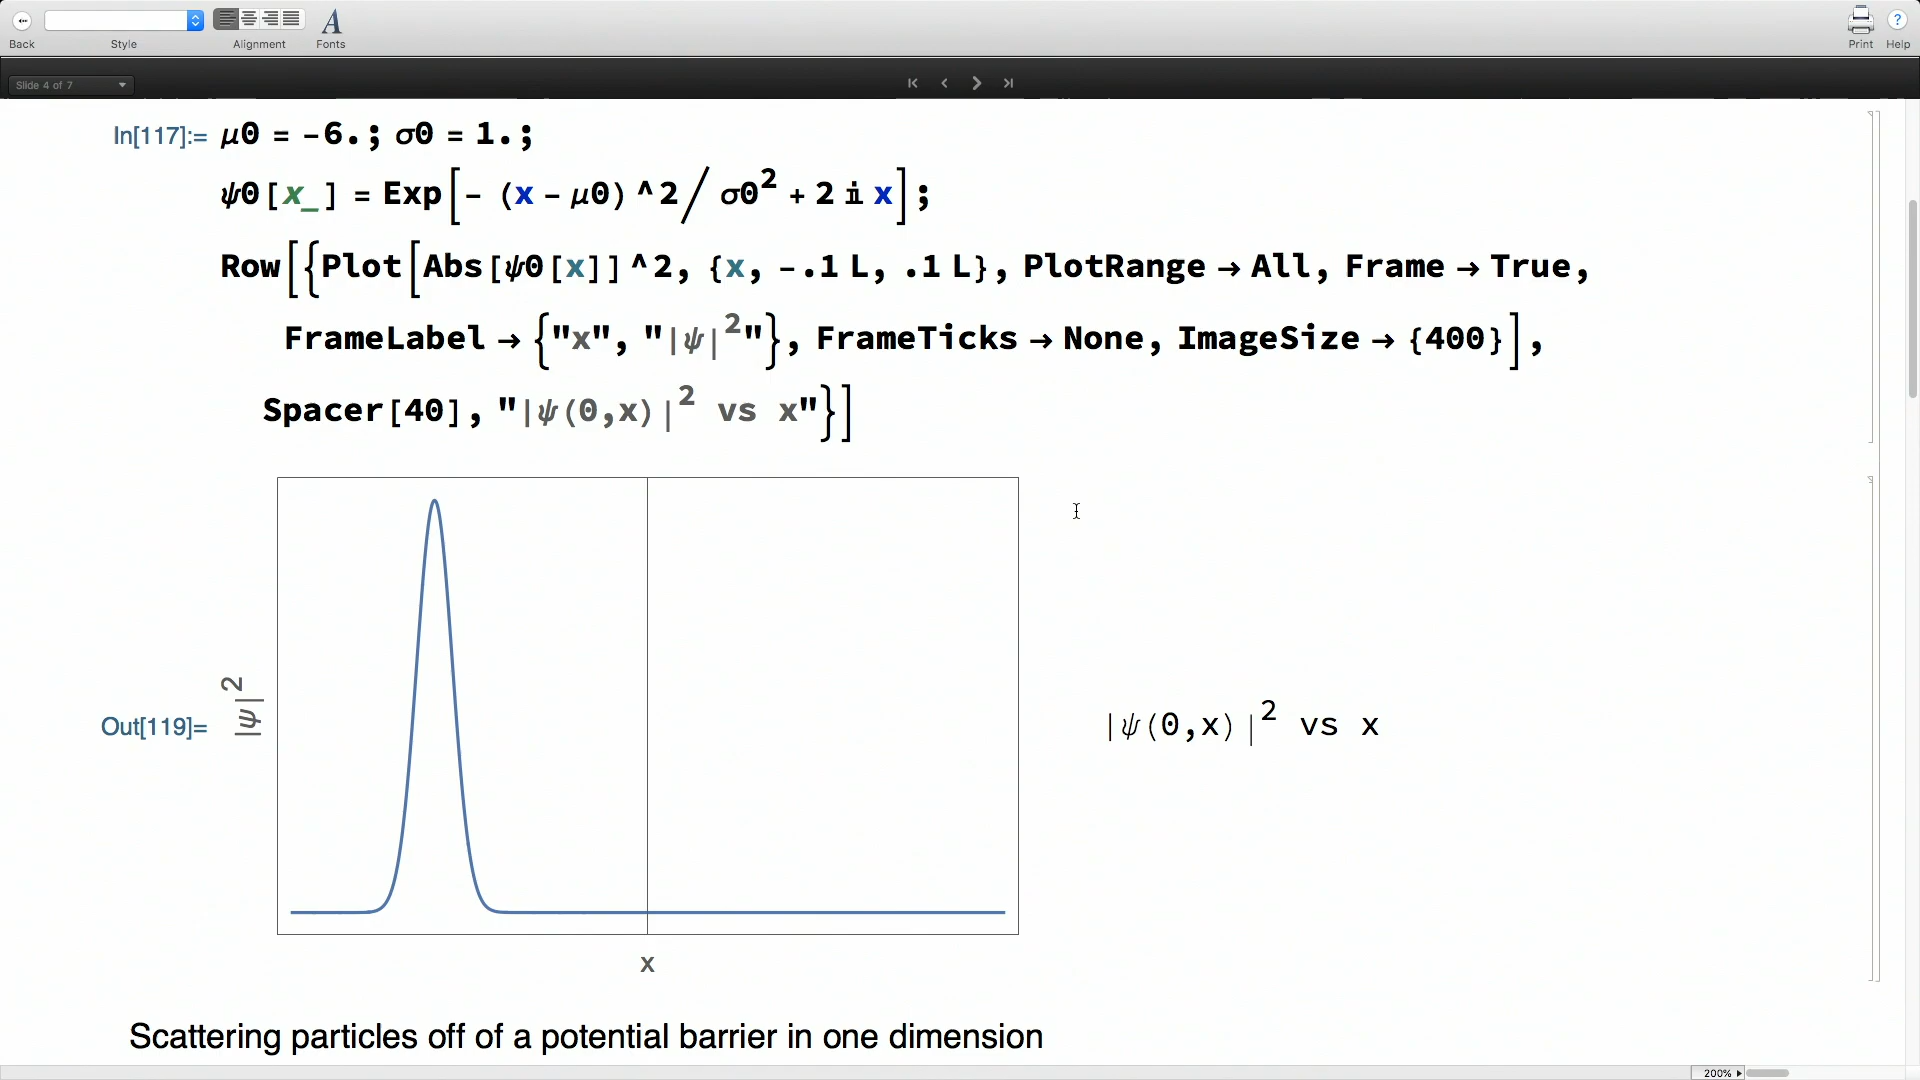 Back Style Alignment Fonts Print Help
Slide 4 of 7
In[117]:= μ0 = -6.; σ0 = 1.;
ψ0[x_] = Exp[- (x - μ0)^2/ σ0² + 2 ⅈ x];
Row[{Plot[Abs[ψ0[x]]^2, {x, -.1 L, .1 L}, PlotRange → All, Frame → True,
FrameLabel → {"x", "|ψ|²"}, FrameTicks → None, ImageSize → {400}],
Spacer[40], "|ψ(0,x)|² vs x"}]
Out[119]=
|ψ|²
x
|ψ(0,x)|² vs x
Scattering particles off of a potential barrier in one dimension
200%